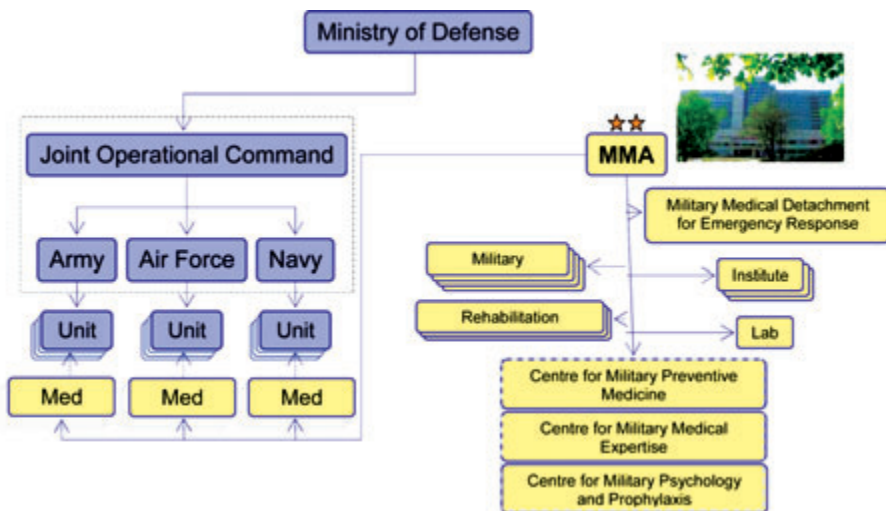 Ministry of Defense
Joint Operational Command
MMA
Military Medical Detachment
for Emergency Response
Army
Air Force
Navy
Military
Institute
Unit
Unit
Unit
Rehabilitation
Lab
Med
Med
Med
Centre for Military Preventive
Medicine
Centre for Military Medical
Expertise
Centre for Military Psychology
and Prophylaxis